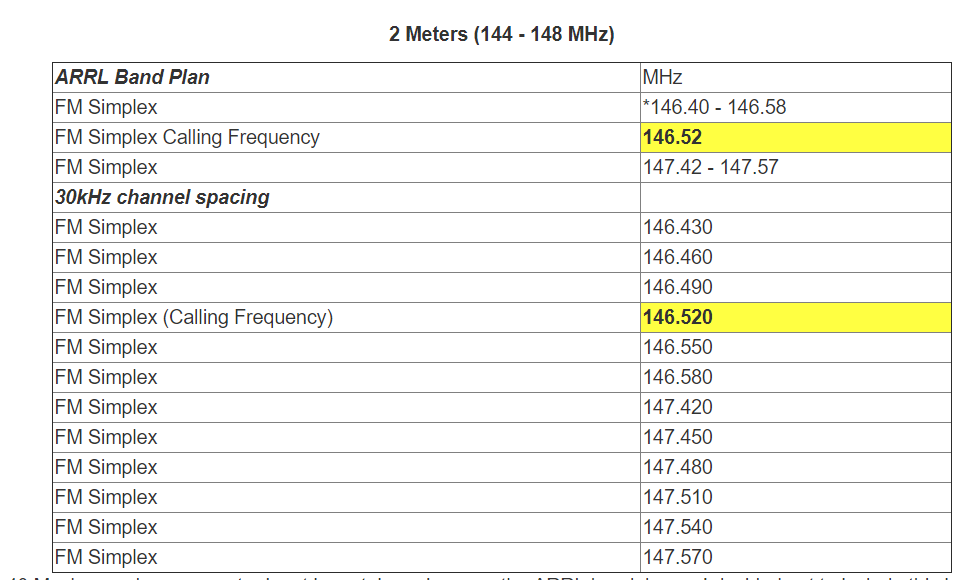 2 Meters (144 - 148 MHz)
ARRL Band Plan MHz
FM Simplex *146.40 - 146.58
FM Simplex Calling Frequency 146.52
FM Simplex 147.42 - 147.57
30kHz channel spacing
FM Simplex 146.430
FM Simplex 146.460
FM Simplex 146.490
FM Simplex (Calling Frequency) 146.520
FM Simplex 146.550
FM Simplex 146.580
FM Simplex 147.420
FM Simplex 147.450
FM Simplex 147.480
FM Simplex 147.510
FM Simplex 147.540
FM Simplex 147.570